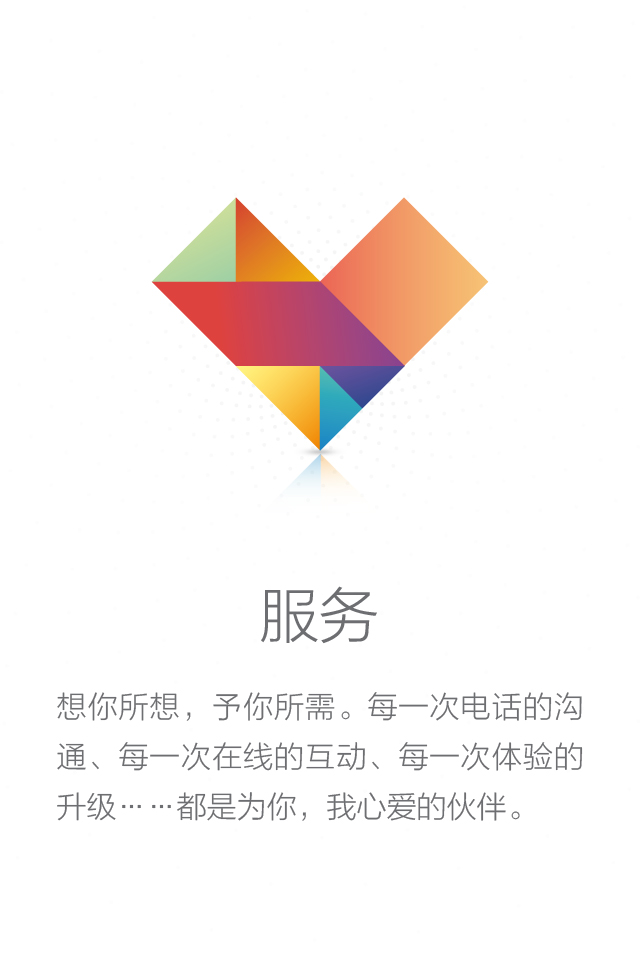 服务
想你所想，予你所需。每一次电话的沟
通、每一次在线的互动、每一次体验的
升级……都是为你，我心爱的伙伴。